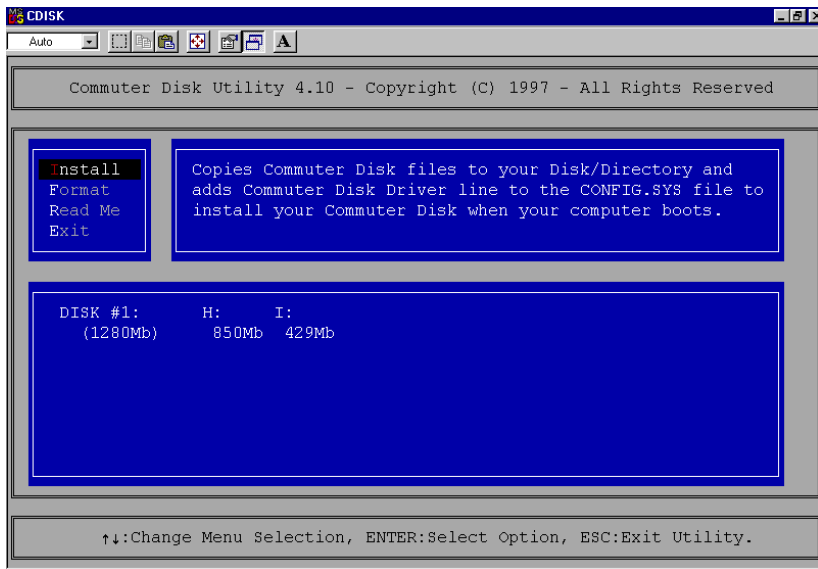 CDISK
Auto
A
Commuter Disk Utility 4.10 - Copyright (C) 1997 - All Rights Reserved
Install
Format
Read Me
Exit
Copies Commuter Disk files to your Disk/Directory and
adds Commuter Disk Driver line to the CONFIG.SYS file to
install your Commuter Disk when your computer boots.
DISK #1: H: I:
(1280Mb) 850Mb 429Mb
↑↓:Change Menu Selection, ENTER:Select Option, ESC:Exit Utility.